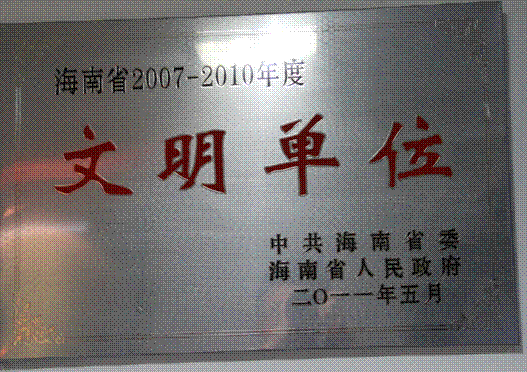 海南省2007-2010年度
文明单位
中共海南省委
海南省人民政府
二〇一一年五月